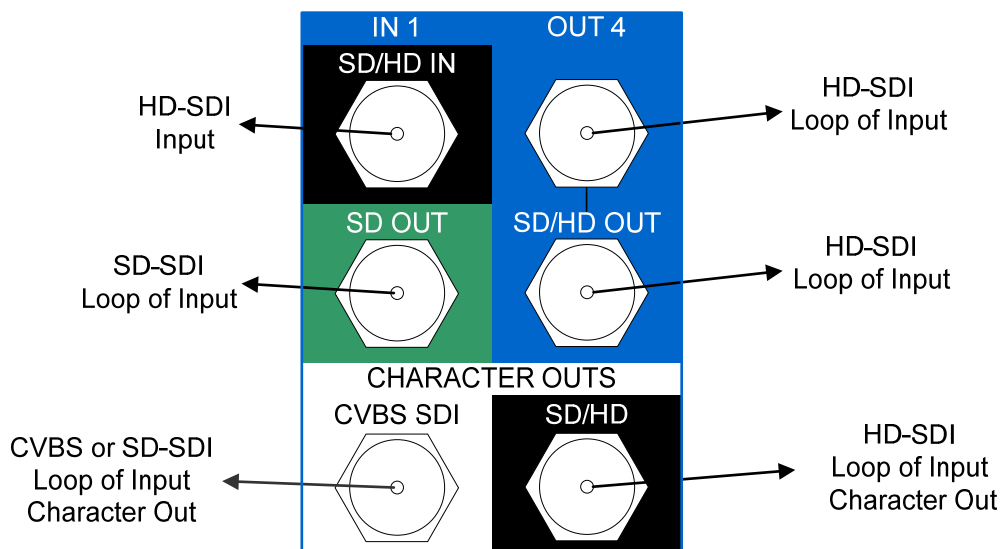 IN 1
OUT 4
SD/HD IN
HD-SDI
Input
HD-SDI
Loop of Input
SD OUT
SD/HD OUT
SD-SDI
Loop of Input
HD-SDI
Loop of Input
CHARACTER OUTS
CVBS SDI
SD/HD
CVBS or SD-SDI
Loop of Input
Character Out
HD-SDI
Loop of Input
Character Out